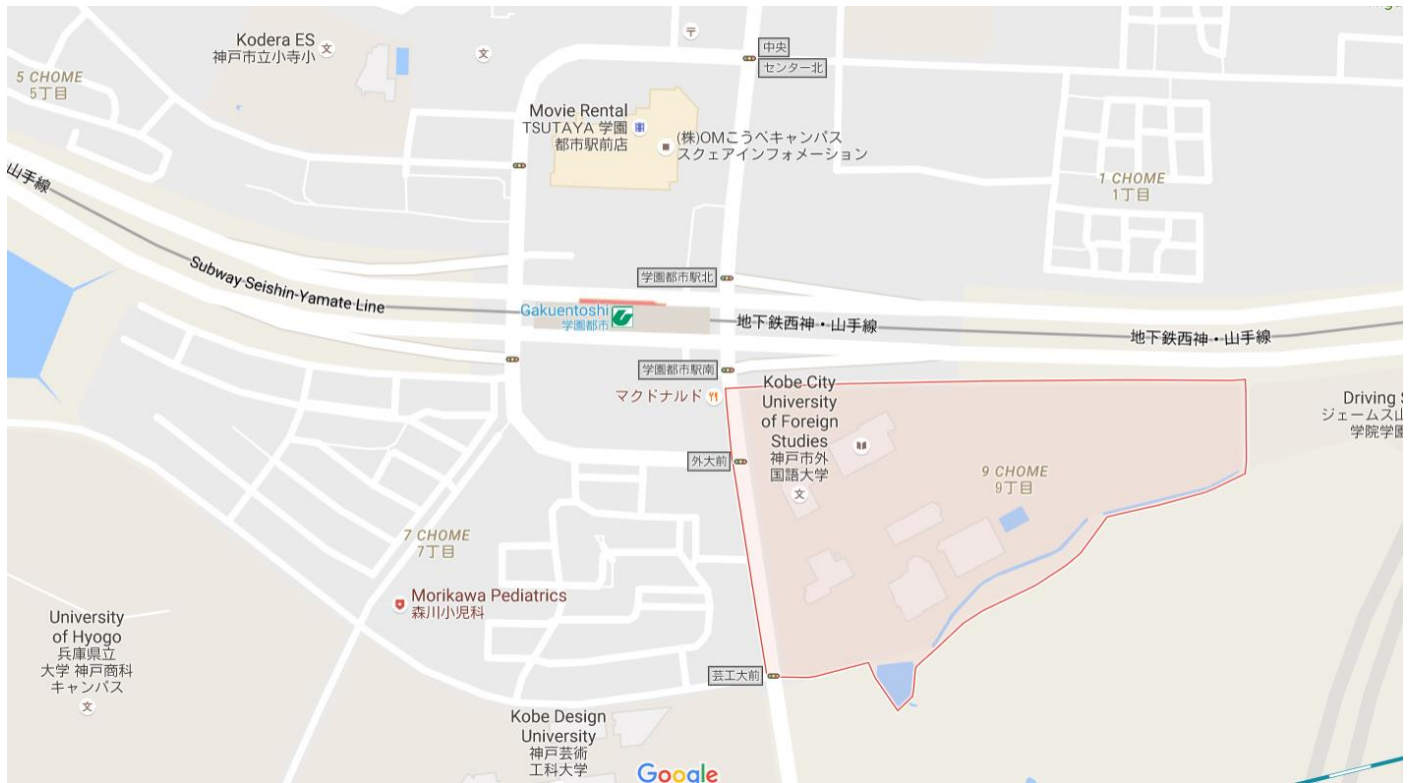 Kodera ES
神戸市立小寺小
文
文
〒
中央
センター北
5 CHOME
5丁目
Movie Rental
TSUTAYA 学園
都市駅前店
(株)OMこうべキャンパス
スクェアインフォメーション
1 CHOME
1丁目
山手線
Subway Seishin-Yamate Line
学園都市駅北
Gakuentoshi
学園都市
地下鉄西神・山手線
地下鉄西神・山手線
学園都市駅南
マクドナルド
Kobe City
University
of Foreign
Studies
神戸市外
国語大学
文
Driving
ジェームス山
学院学園
外大前
9 CHOME
9丁目
7 CHOME
7丁目
Morikawa Pediatrics
森川小児科
University
of Hyogo
兵庫県立
大学 神戸商科
キャンパス
文
芸工大前
Kobe Design
University
神戸芸術
工科大学
Google